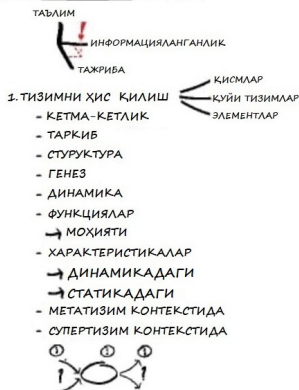 ТАЪЛИМ
ИНФОРМАЦИЯЛАНГАНЛИК
ТАЖРИБА
ҚИСМЛАР
1. ТИЗИМНИ ҲИС ҚИЛИШ
ҚУЙИ ТИЗИМЛАР
ЭЛЕМЕНТЛАР
- КЕТМА-КЕТЛИК
- ТАРКИБ
- СТУРУКТУРА
- ГЕНЕЗ
- ДИНАМИКА
- ФУНКЦИЯЛАР
→ МОҲИЯТИ
- ХАРАКТЕРИСТИКАЛАР
→ ДИНАМИКАДАГИ
→ СТАТИКАДАГИ
- МЕТАТИЗИМ КОНТЕКСТИДА
- СУПЕРТИЗИМ КОНТЕКСТИДА